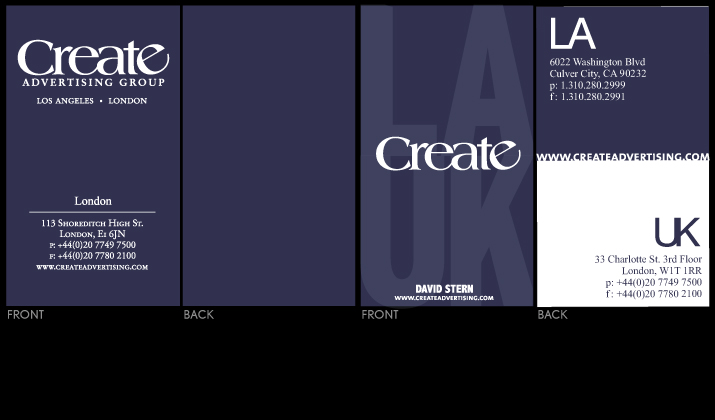 Create
ADVERTISING GROUP
LOS ANGELES • LONDON
London
113 SHOREDITCH HIGH ST.
LONDON, E1 6JN
P: +44(0)20 7749 7500
F: +44(0)20 7780 2100
WWW.CREATEADVERTISING.COM
FRONT
BACK
LA
UK
Create
DAVID STERN
WWW.CREATEADVERTISING.COM
FRONT
LA
6022 Washington Blvd
Culver City, CA 90232
p: 1.310.280.2999
f: 1.310.280.2991
WWW.CREATEADVERTISING.COM
UK
33 Charlotte St. 3rd Floor
London, W1T 1RR
p: +44(0)20 7749 7500
f: +44(0)20 7780 2100
BACK